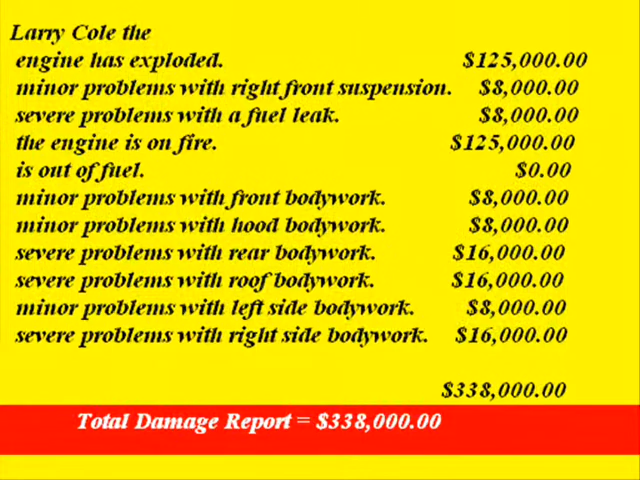 Larry Cole the
engine has exploded. $125,000.00
minor problems with right front suspension. $8,000.00
severe problems with a fuel leak. $8,000.00
the engine is on fire. $125,000.00
is out of fuel. $0.00
minor problems with front bodywork. $8,000.00
minor problems with hood bodywork. $8,000.00
severe problems with rear bodywork. $16,000.00
severe problems with roof bodywork. $16,000.00
minor problems with left side bodywork. $8,000.00
severe problems with right side bodywork. $16,000.00
$338,000.00
Total Damage Report = $338,000.00